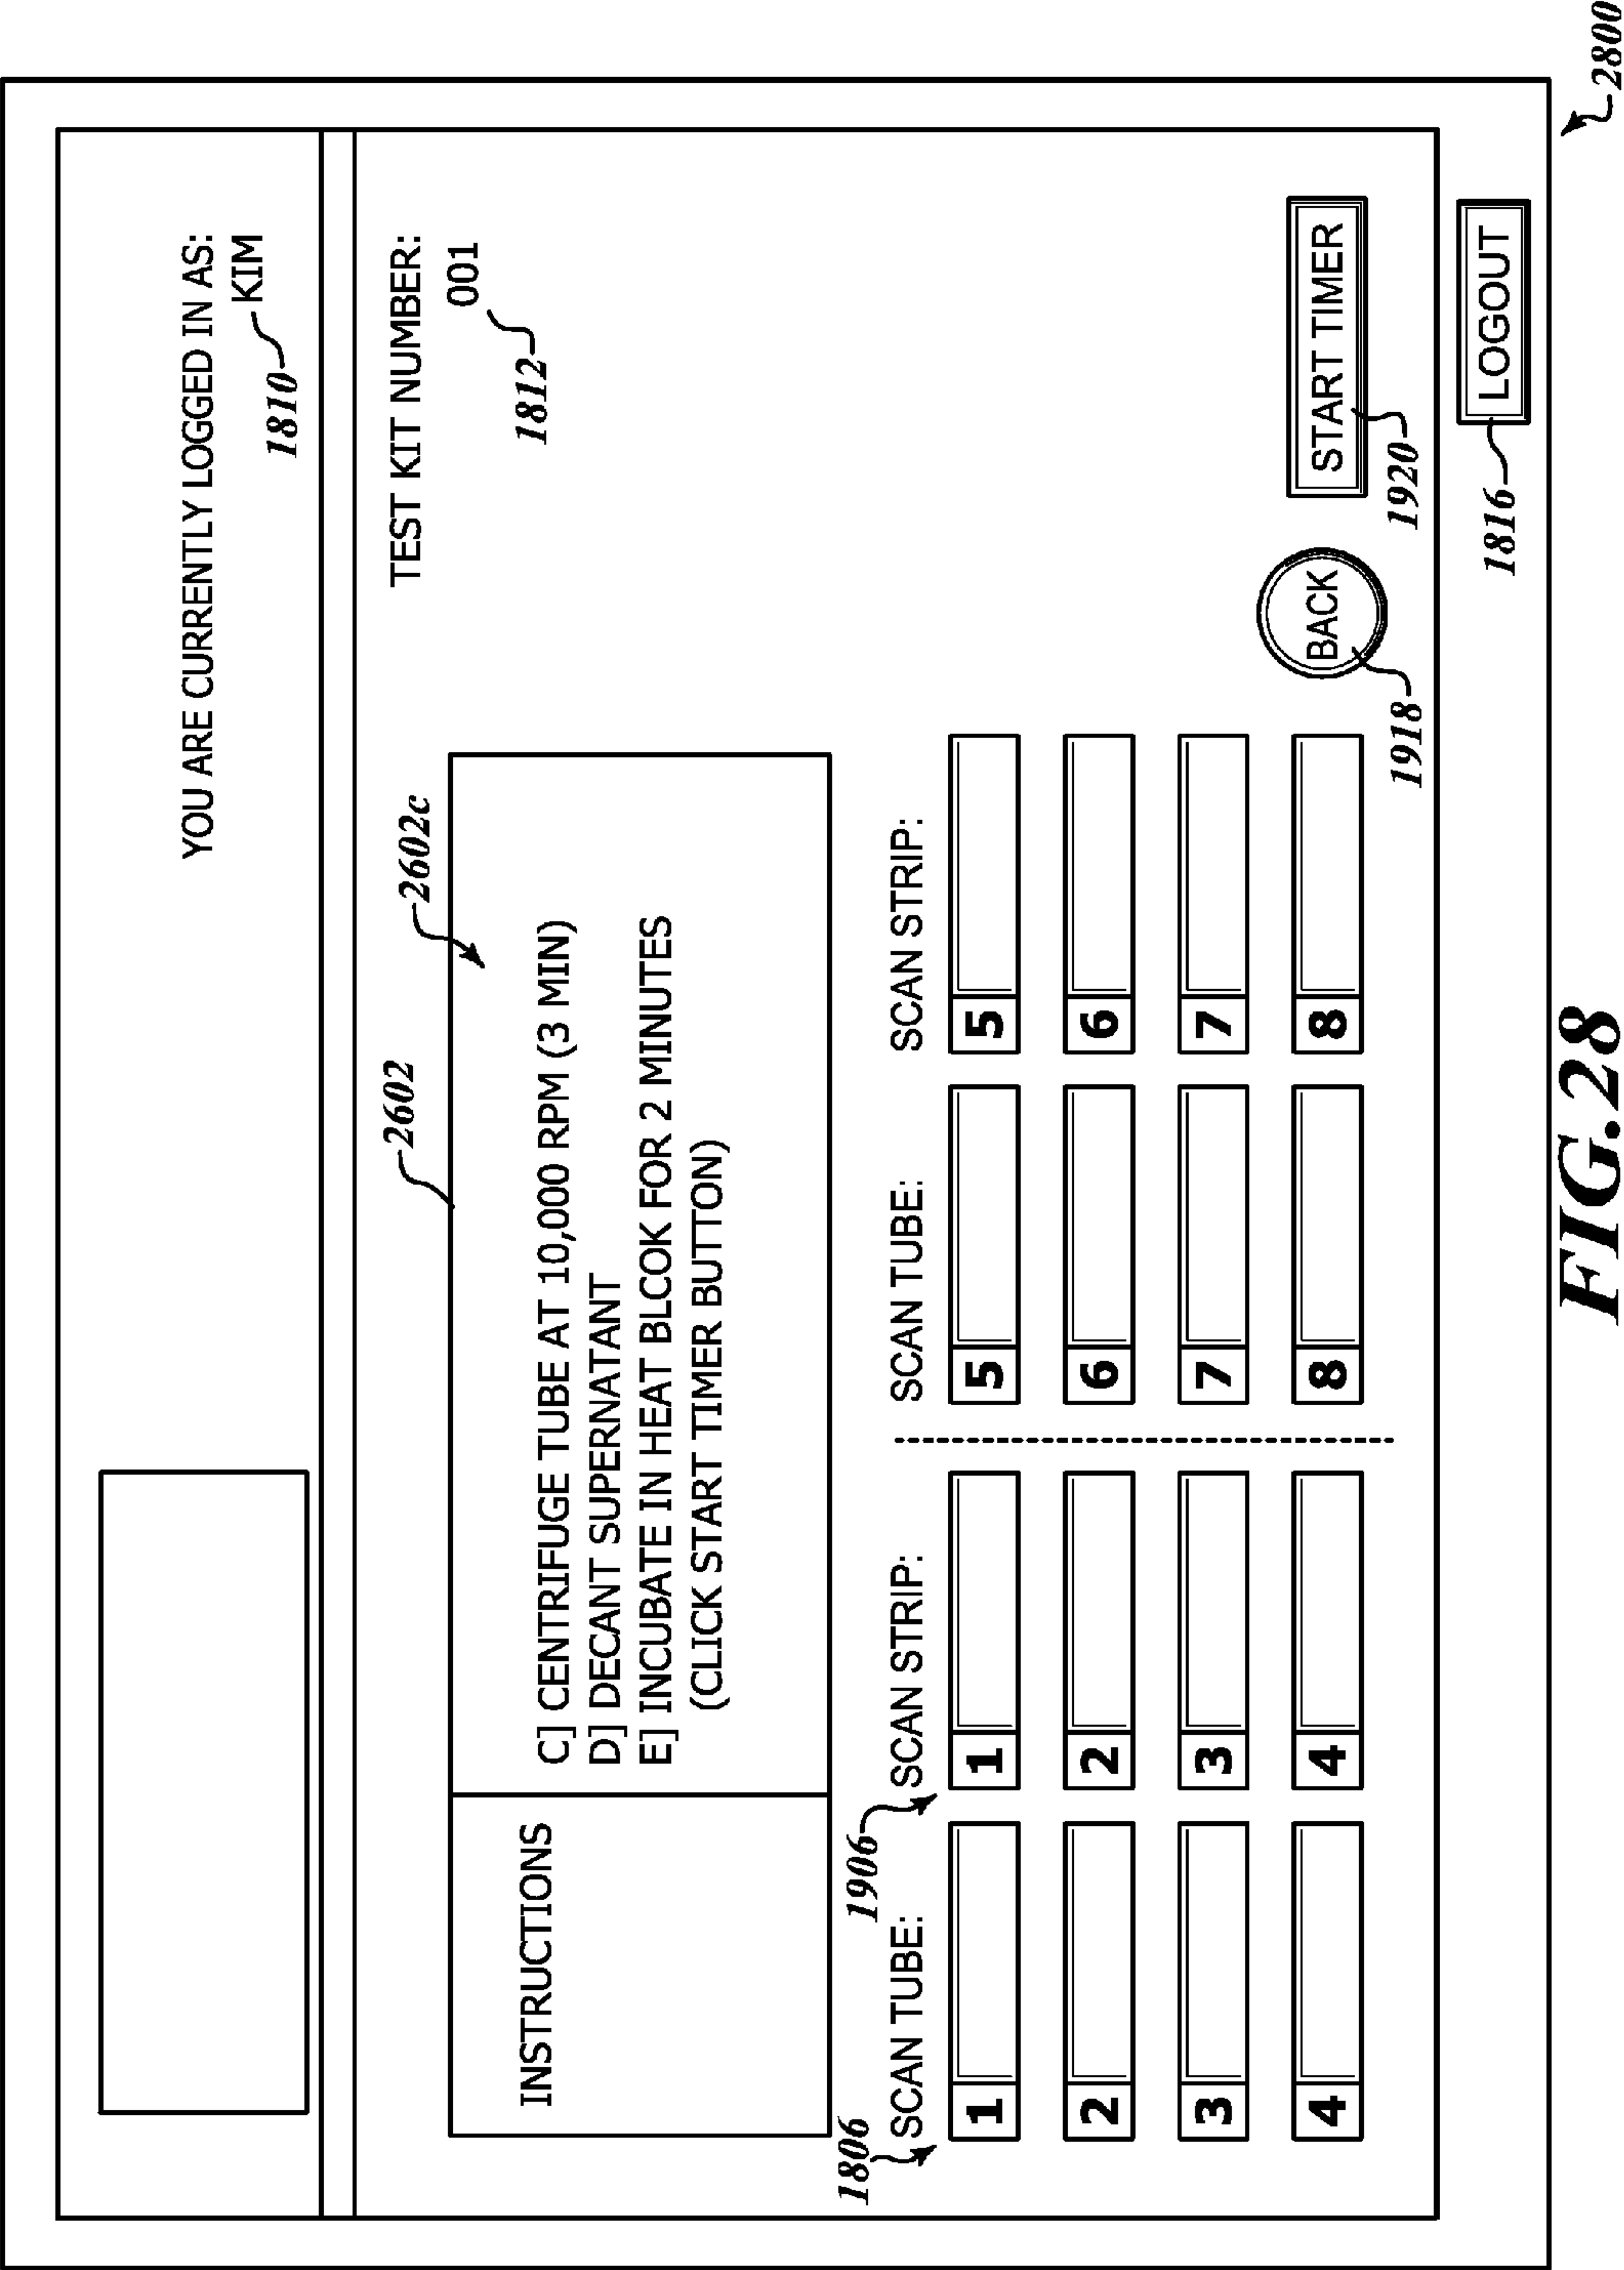 YOU ARE CURRENTLY LOGGED IN AS:
KIM
1810
TEST KIT NUMBER:
001
1812
2602
2602c
INSTRUCTIONS
C] CENTRIFUGE TUBE AT 10,000 RPM (3 MIN)
D] DECANT SUPERNATANT
E] INCUBATE IN HEAT BLCOK FOR 2 MINUTES
(CLICK START TIMER BUTTON)
1806
1906
SCAN TUBE: SCAN STRIP: SCAN TUBE: SCAN STRIP:
1 1 5 5
2 2 6 6
3 3 7 7
4 4 8 8
BACK
START TIMER
1918
1920
LOGOUT
1816
2800
FIG.28